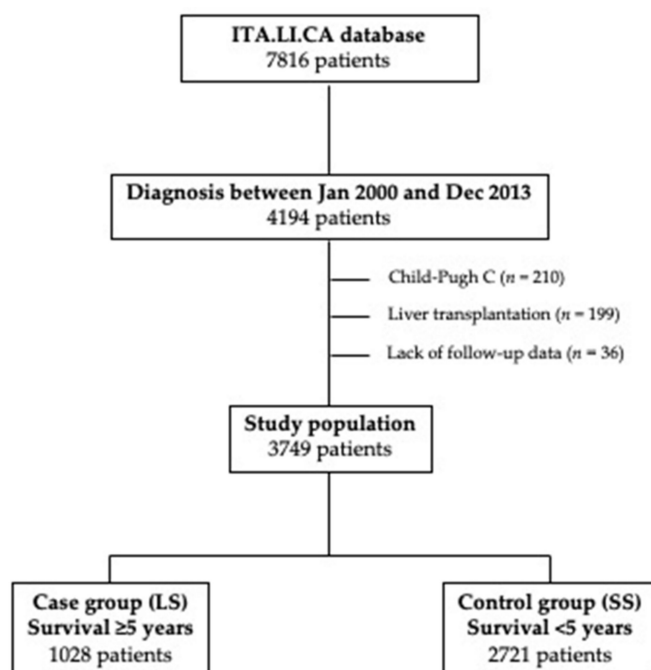 ITA.LI.CA database
7816 patients
Diagnosis between Jan 2000 and Dec 2013
4194 patients
Child-Pugh C (n = 210)
Liver transplantation (n = 199)
Lack of follow-up data (n = 36)
Study population
3749 patients
Case group (LS)
Survival ≥5 years
1028 patients
Control group (SS)
Survival <5 years
2721 patients